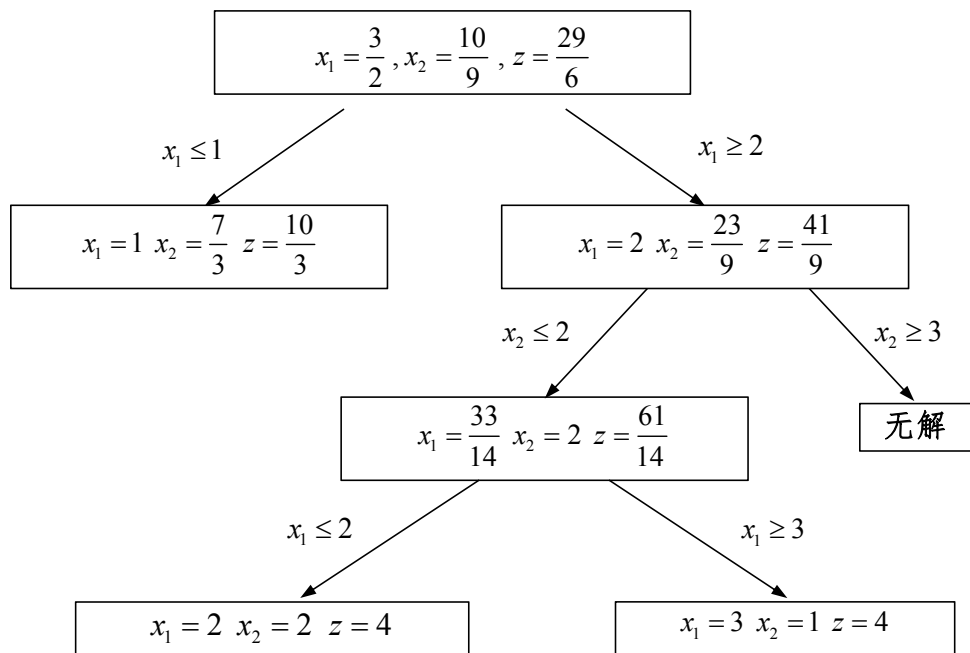 x₁ = 3/2 , x₂ = 10/9 , z = 29/6
x₁ ≤ 1
x₁ ≥ 2
x₁ = 1 x₂ = 7/3 z = 10/3
x₁ = 2 x₂ = 23/9 z = 41/9
x₂ ≤ 2
x₂ ≥ 3
x₁ = 33/14 x₂ = 2 z = 61/14
无解
x₁ ≤ 2
x₁ ≥ 3
x₁ = 2 x₂ = 2 z = 4
x₁ = 3 x₂ = 1 z = 4